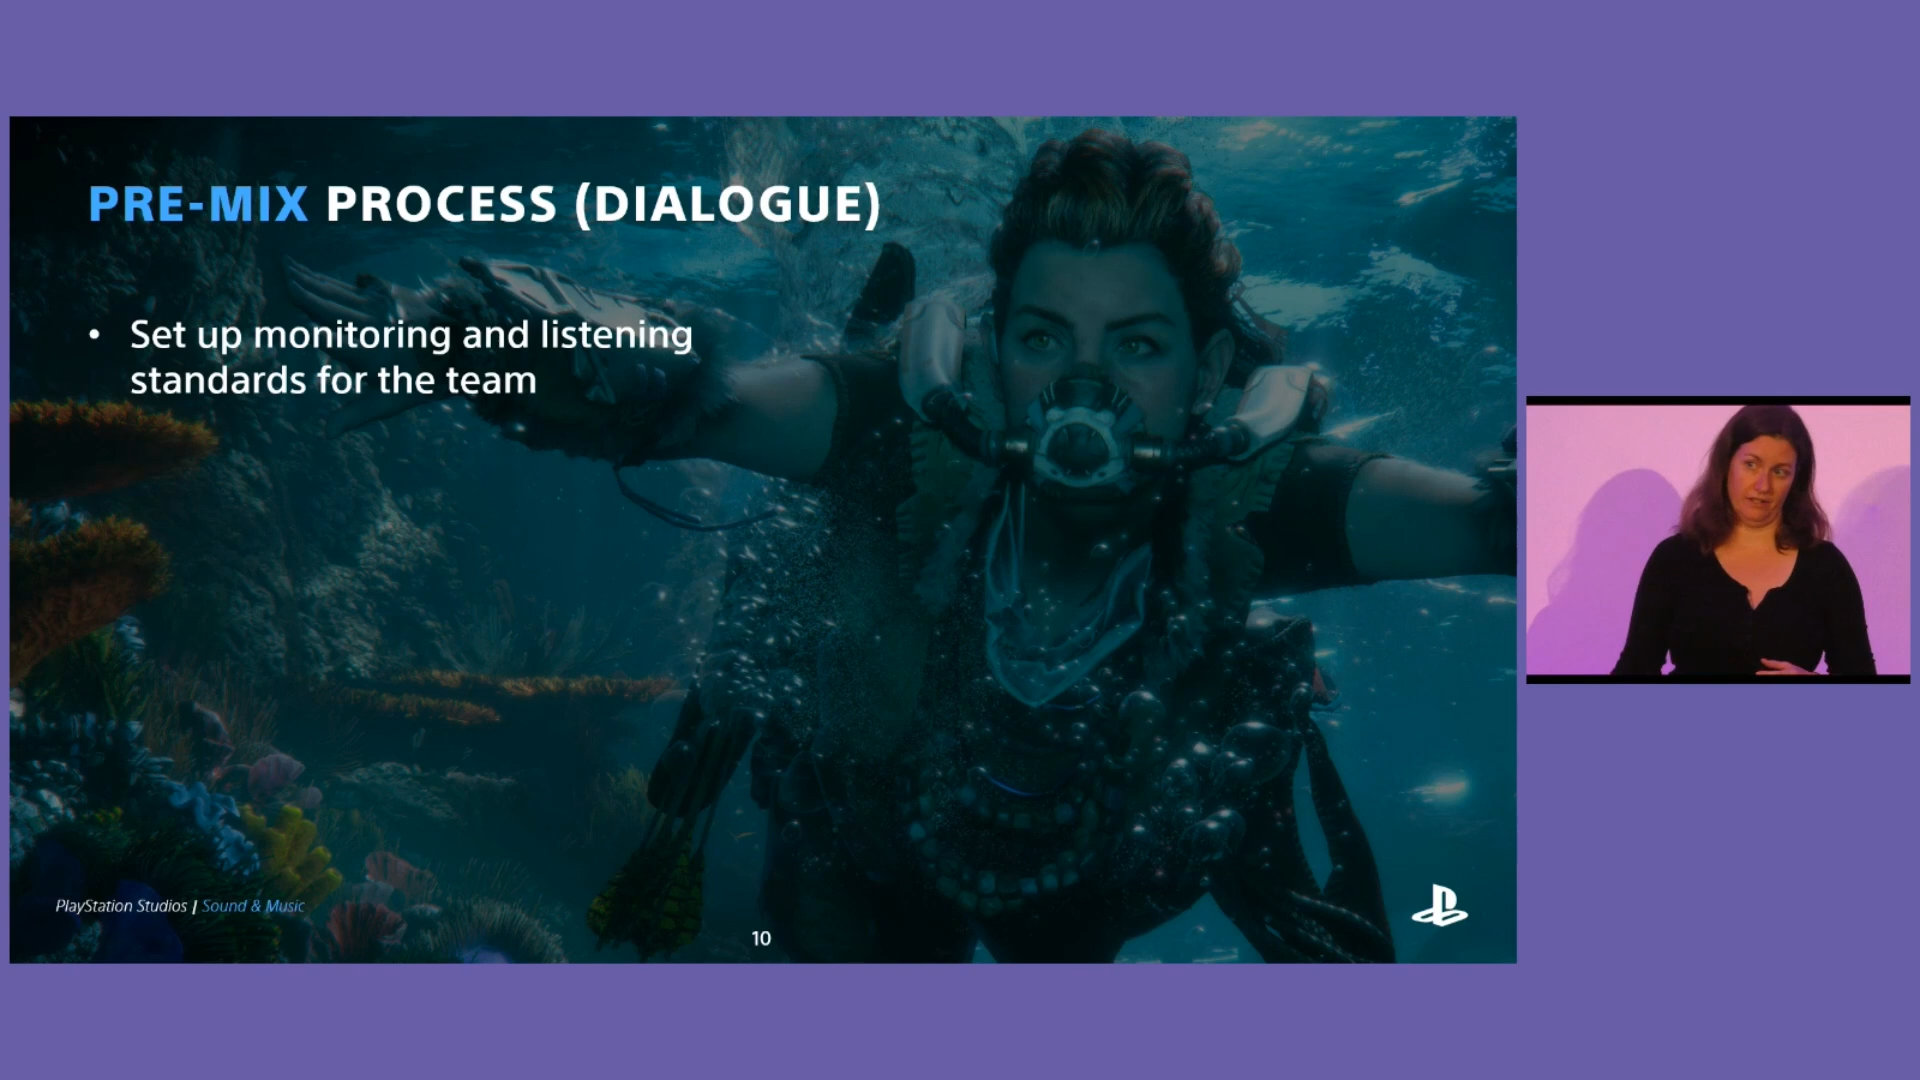 PRE-MIX PROCESS (DIALOGUE)
• Set up monitoring and listening
standards for the team
PlayStation Studios | Sound & Music
10